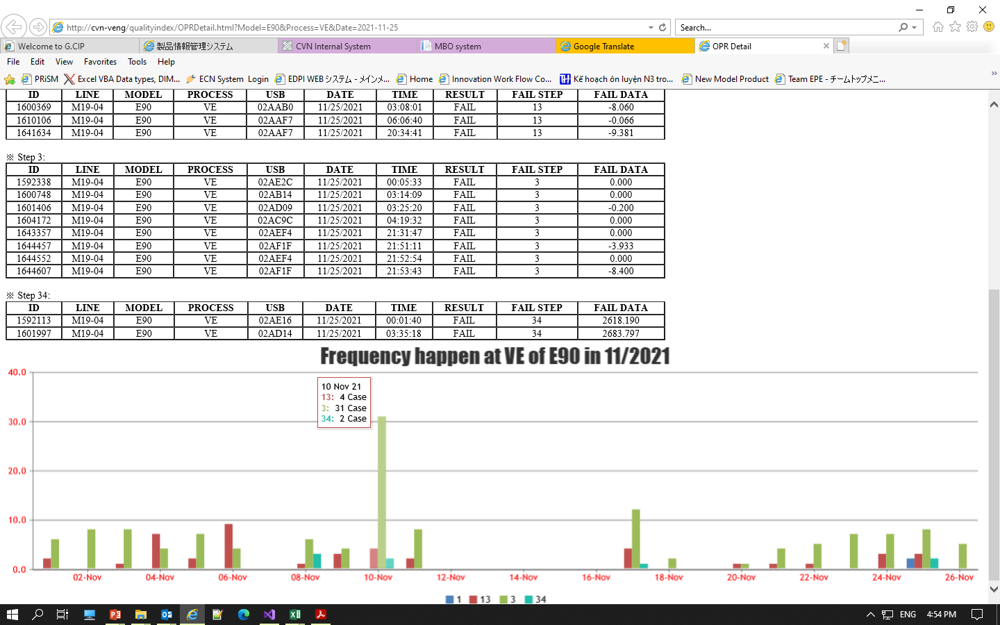 http://cvn-veng/qualityindex/OPRDetail.html?Model=E90&Process=VE&Date=2021-11-25
Search...
Welcome to G.CIP
製品情報管理システム
CVN Internal System
MBO system
Google Translate
OPR Detail
File Edit View Favorites Tools Help
PRiSM
Excel VBA Data types, DIM...
ECN System Login
EDPI WEB システム - メインメ...
Home
Innovation Work Flow Co...
Kế hoạch ôn luyện N3 tro...
New Model Product
Team EPE - チームトップメニ...
ID LINE MODEL PROCESS USB DATE TIME RESULT FAIL STEP FAIL DATA
1600369 M19-04 E90 VE 02AAB0 11/25/2021 03:08:01 FAIL 13 -8.060
1610106 M19-04 E90 VE 02AAF7 11/25/2021 06:06:40 FAIL 13 -0.066
1641634 M19-04 E90 VE 02AAF7 11/25/2021 20:34:41 FAIL 13 -9.381
※ Step 3:
ID LINE MODEL PROCESS USB DATE TIME RESULT FAIL STEP FAIL DATA
1592338 M19-04 E90 VE 02AE2C 11/25/2021 00:05:33 FAIL 3 0.000
1600748 M19-04 E90 VE 02AB14 11/25/2021 03:14:09 FAIL 3 0.000
1601406 M19-04 E90 VE 02AD09 11/25/2021 03:25:20 FAIL 3 -0.200
1604172 M19-04 E90 VE 02AC9C 11/25/2021 04:19:32 FAIL 3 0.000
1643357 M19-04 E90 VE 02AEF4 11/25/2021 21:31:47 FAIL 3 0.000
1644457 M19-04 E90 VE 02AF1F 11/25/2021 21:51:11 FAIL 3 -3.933
1644552 M19-04 E90 VE 02AEF4 11/25/2021 21:52:54 FAIL 3 0.000
1644607 M19-04 E90 VE 02AF1F 11/25/2021 21:53:43 FAIL 3 -8.400
※ Step 34:
ID LINE MODEL PROCESS USB DATE TIME RESULT FAIL STEP FAIL DATA
1592113 M19-04 E90 VE 02AE16 11/25/2021 00:01:40 FAIL 34 2618.190
1601997 M19-04 E90 VE 02AD14 11/25/2021 03:35:18 FAIL 34 2683.797
Frequency happen at VE of E90 in 11/2021
40.0
30.0
20.0
10.0
0.0
10 Nov 21
13: 4 Case
3: 31 Case
34: 2 Case
02-Nov 04-Nov 06-Nov 08-Nov 10-Nov 12-Nov 14-Nov 16-Nov 18-Nov 20-Nov 22-Nov 24-Nov 26-Nov
1 13 3 34
ENG 4:54 PM